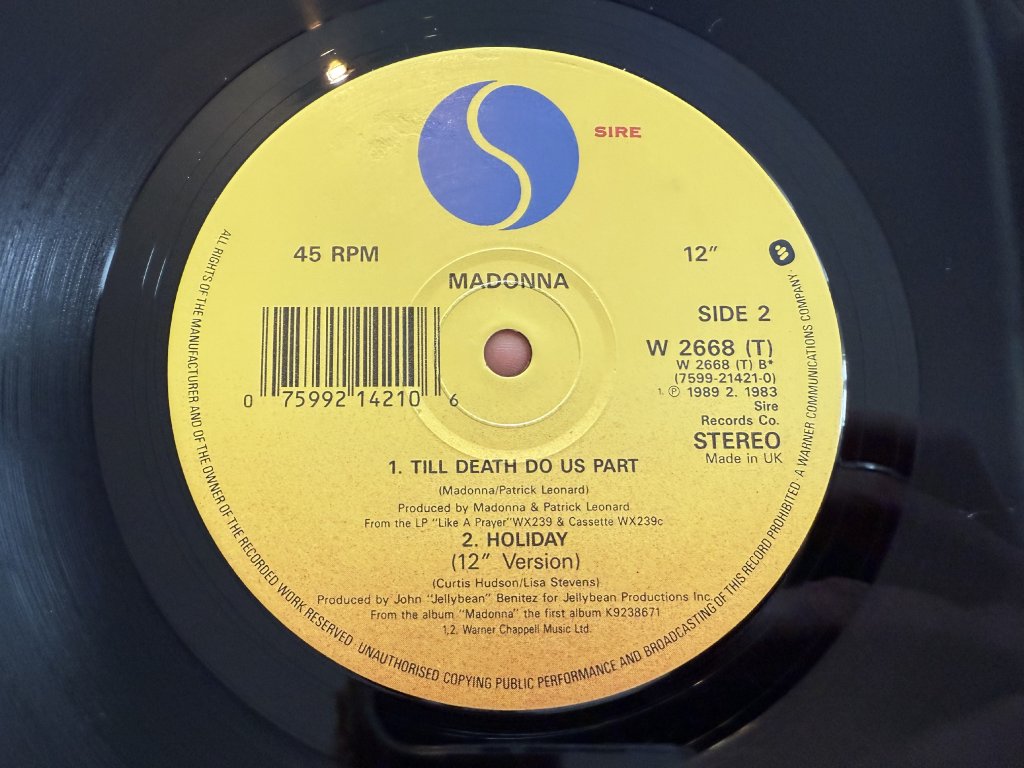 SIRE
45 RPM
12″
MADONNA
SIDE 2
W 2668 (T)
W 2668 (T) B*
(7599-21421-0)
1. ℗ 1989 2. 1983
Sire
Records Co.
STEREO
Made in UK
0 75992 14210 6
1. TILL DEATH DO US PART
(Madonna/Patrick Leonard)
Produced by Madonna & Patrick Leonard
From the LP "Like A Prayer" WX239 & Cassette WX239c
2. HOLIDAY
(12″ Version)
(Curtis Hudson/Lisa Stevens)
Produced by John "Jellybean" Benitez for Jellybean Productions Inc.
From the album "Madonna" the first album K9238671
1,2. Warner Chappell Music Ltd.
ALL RIGHTS OF THE MANUFACTURER AND OF THE OWNER OF THE RECORDED WORK RESERVED · UNAUTHORISED COPYING PUBLIC PERFORMANCE AND BROADCASTING OF THIS RECORD PROHIBITED · A WARNER COMMUNICATIONS COMPANY ·